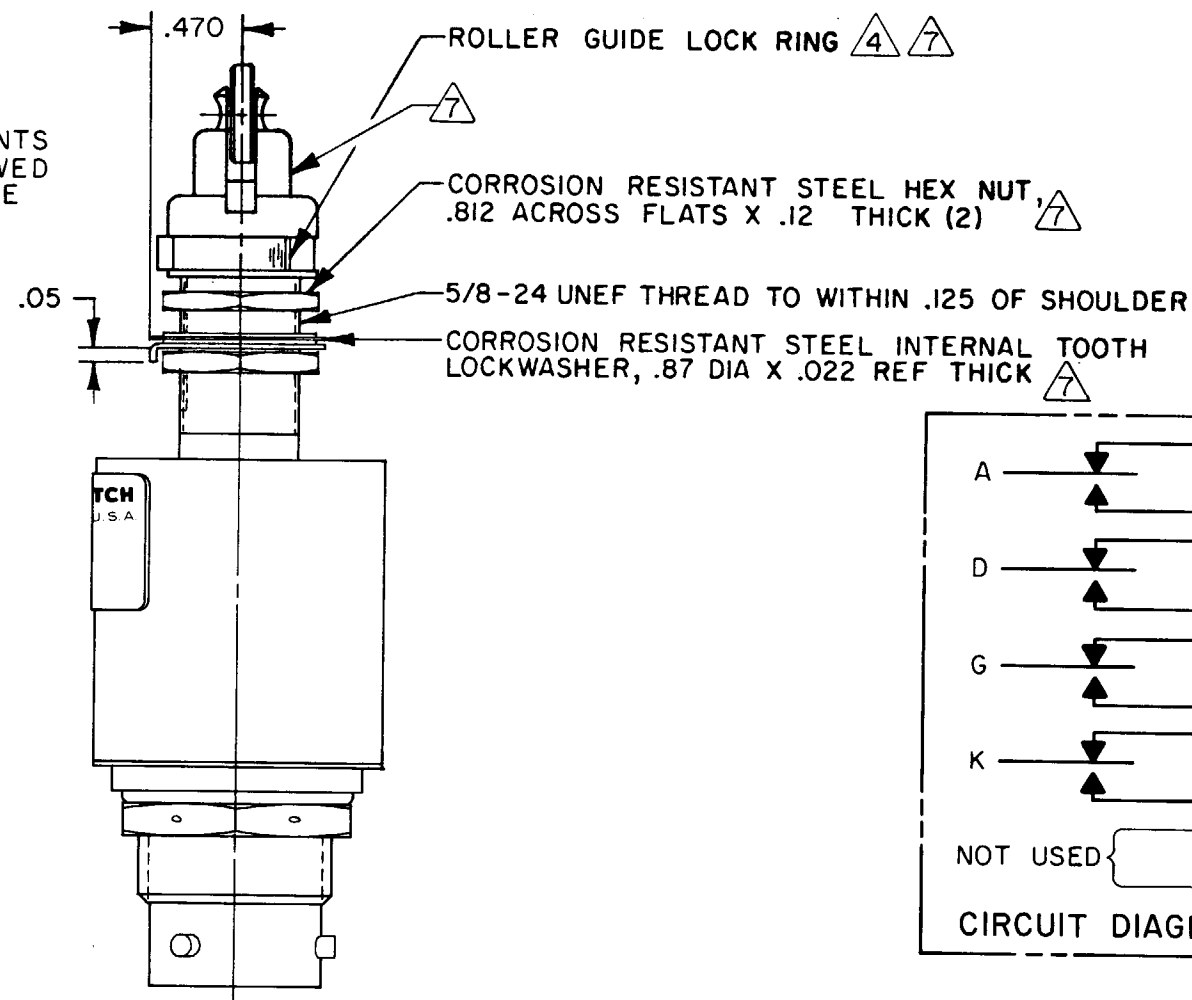 .470
ROLLER GUIDE LOCK RING 4 7
7
NTS
E
CORROSION RESISTANT STEEL HEX NUT, 7
.812 ACROSS FLATS X .12 THICK (2)
.05
5/8-24 UNEF THREAD TO WITHIN .125 OF SHOULDER
CORROSION RESISTANT STEEL INTERNAL TOOTH
LOCKWASHER, .87 DIA X .022 REF THICK 7
TCH
U.S.A.
A
D
G
K
NOT USED
CIRCUIT